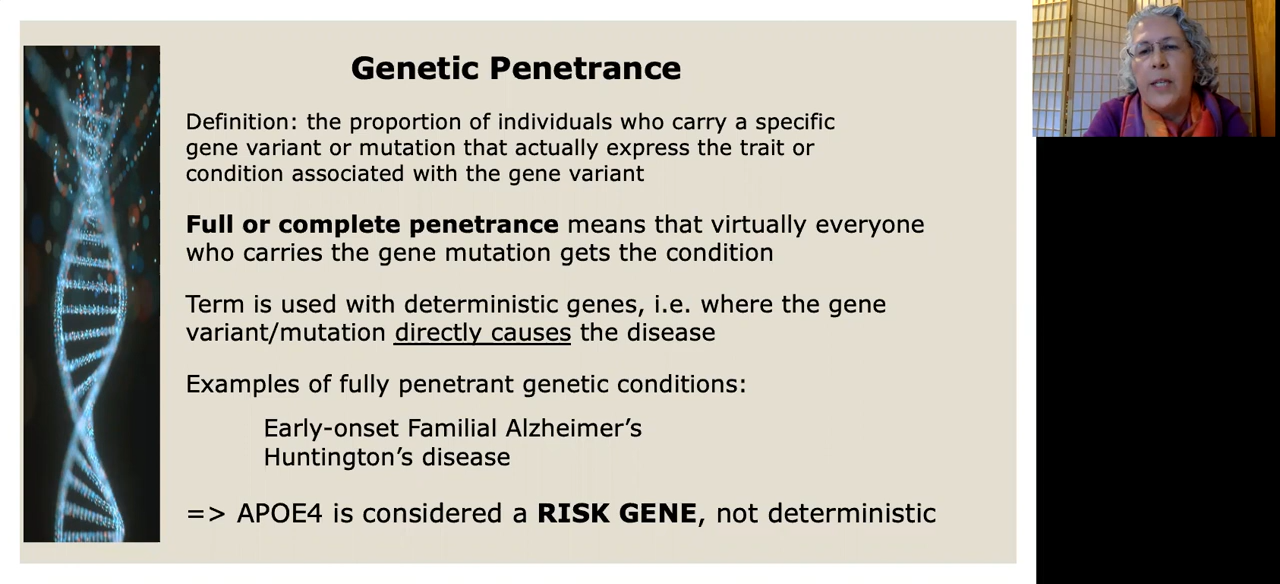 Genetic Penetrance
Definition: the proportion of individuals who carry a specific
gene variant or mutation that actually express the trait or
condition associated with the gene variant
Full or complete penetrance means that virtually everyone
who carries the gene mutation gets the condition
Term is used with deterministic genes, i.e. where the gene
variant/mutation directly causes the disease
Examples of fully penetrant genetic conditions:
Early-onset Familial Alzheimer’s
Huntington’s disease
=> APOE4 is considered a RISK GENE, not deterministic